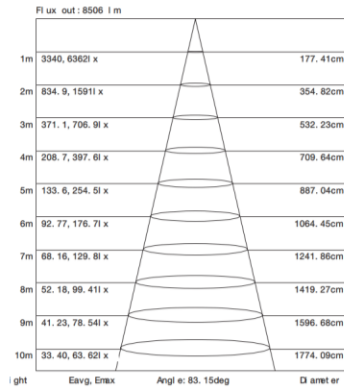 Flux out: 8506 lm
1m 3340, 6362lx 177.41cm
2m 834.9, 1591lx 354.82cm
3m 371.1, 706.9lx 532.23cm
4m 208.7, 397.6lx 709.64cm
5m 133.6, 254.5lx 887.04cm
6m 92.77, 176.7lx 1064.45cm
7m 68.16, 129.8lx 1241.86cm
8m 52.18, 99.41lx 1419.27cm
9m 41.23, 78.54lx 1596.68cm
10m 33.40, 63.62lx 1774.09cm
ight Eavg, Emax Angle: 83.15deg Diameter